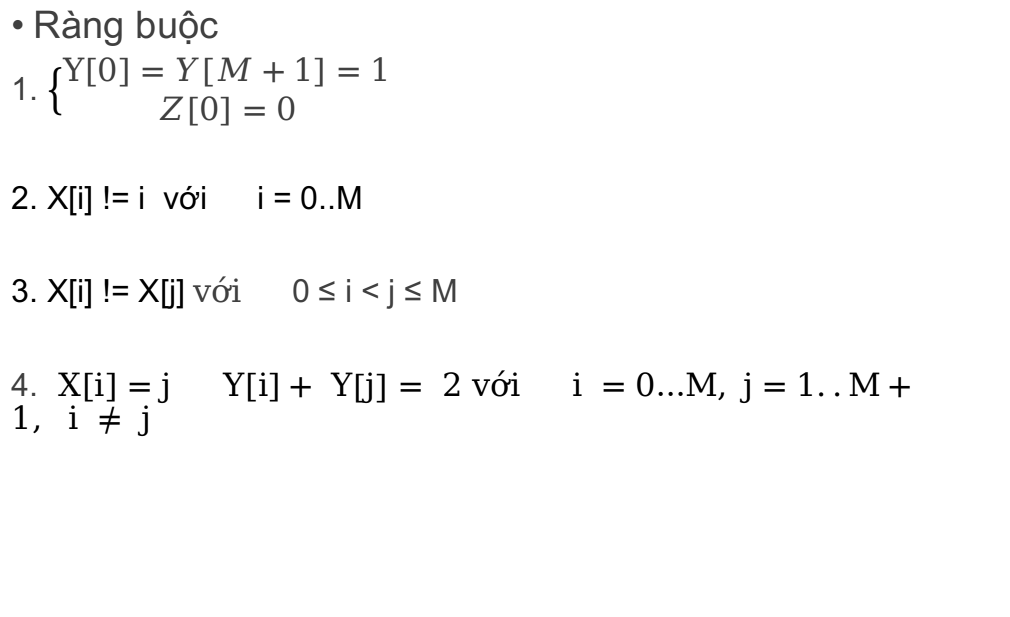 • Ràng buộc
1. {Y[0] = Y[M + 1] = 1
Z[0] = 0
2. X[i] != i với i = 0..M
3. X[i] != X[j] với 0 ≤ i < j ≤ M
4. X[i] = j Y[i] + Y[j] = 2 với i = 0...M, j = 1. . M +
1, i ≠ j